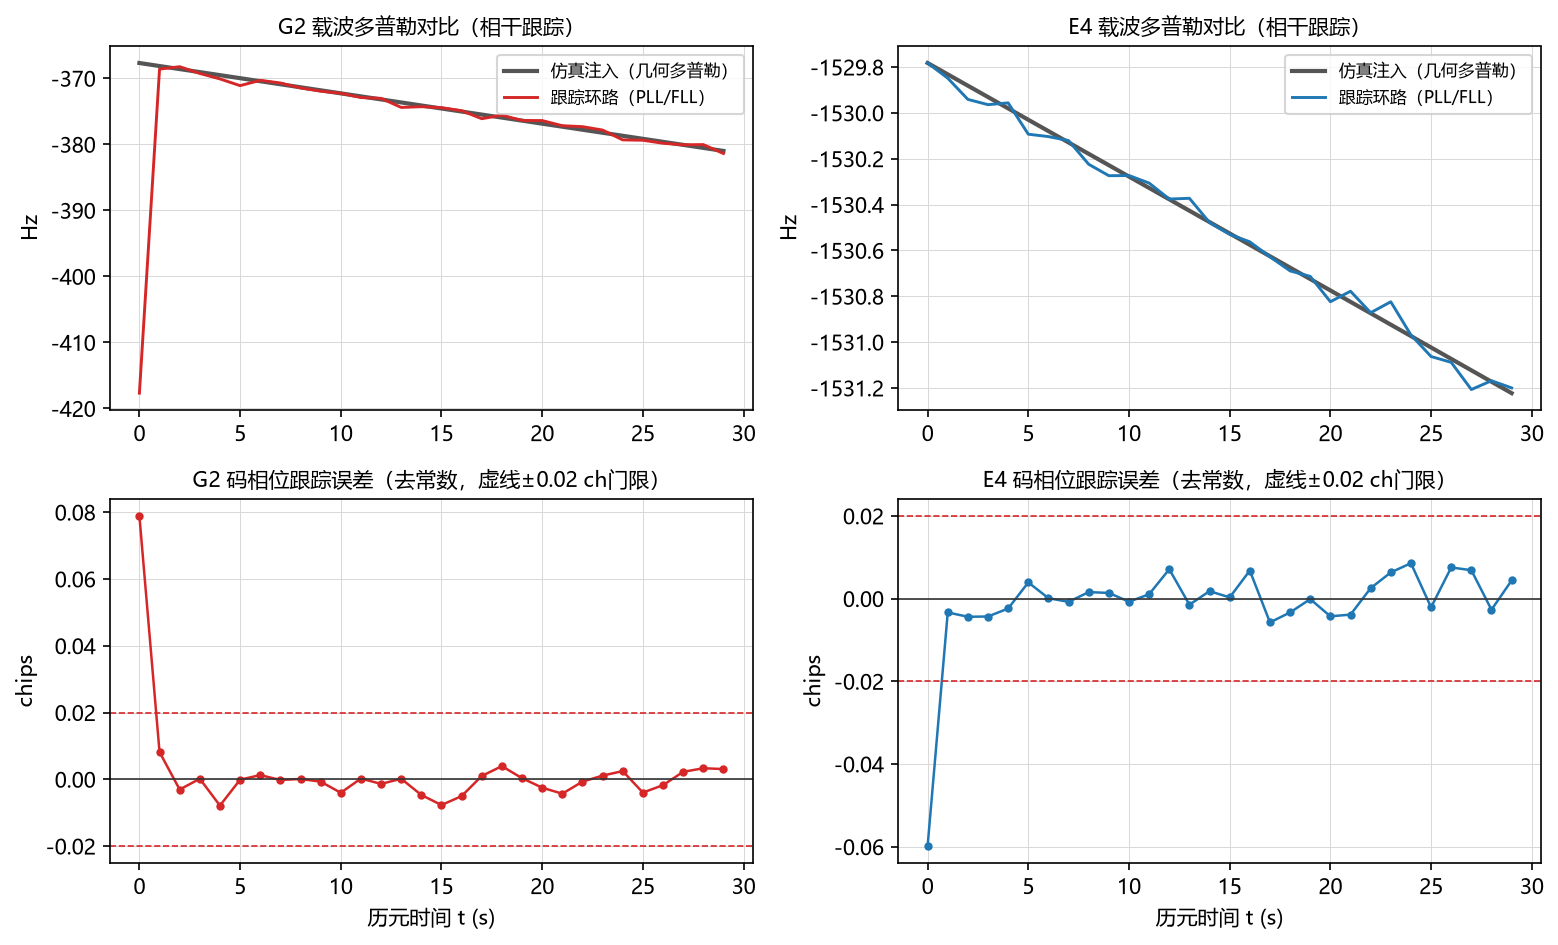 G2 载波多普勒对比（相干跟踪）
仿真注入（几何多普勒）
跟踪环路（PLL/FLL）
Hz
-370
-380
-390
-400
-410
-420
0 5 10 15 20 25 30
E4 载波多普勒对比（相干跟踪）
仿真注入（几何多普勒）
跟踪环路（PLL/FLL）
Hz
-1529.8
-1530.0
-1530.2
-1530.4
-1530.6
-1530.8
-1531.0
-1531.2
0 5 10 15 20 25 30
G2 码相位跟踪误差（去常数，虚线±0.02 ch门限）
chips
0.08
0.06
0.04
0.02
0.00
-0.02
0 5 10 15 20 25 30
历元时间 t (s)
E4 码相位跟踪误差（去常数，虚线±0.02 ch门限）
chips
0.02
0.00
-0.02
-0.04
-0.06
0 5 10 15 20 25 30
历元时间 t (s)